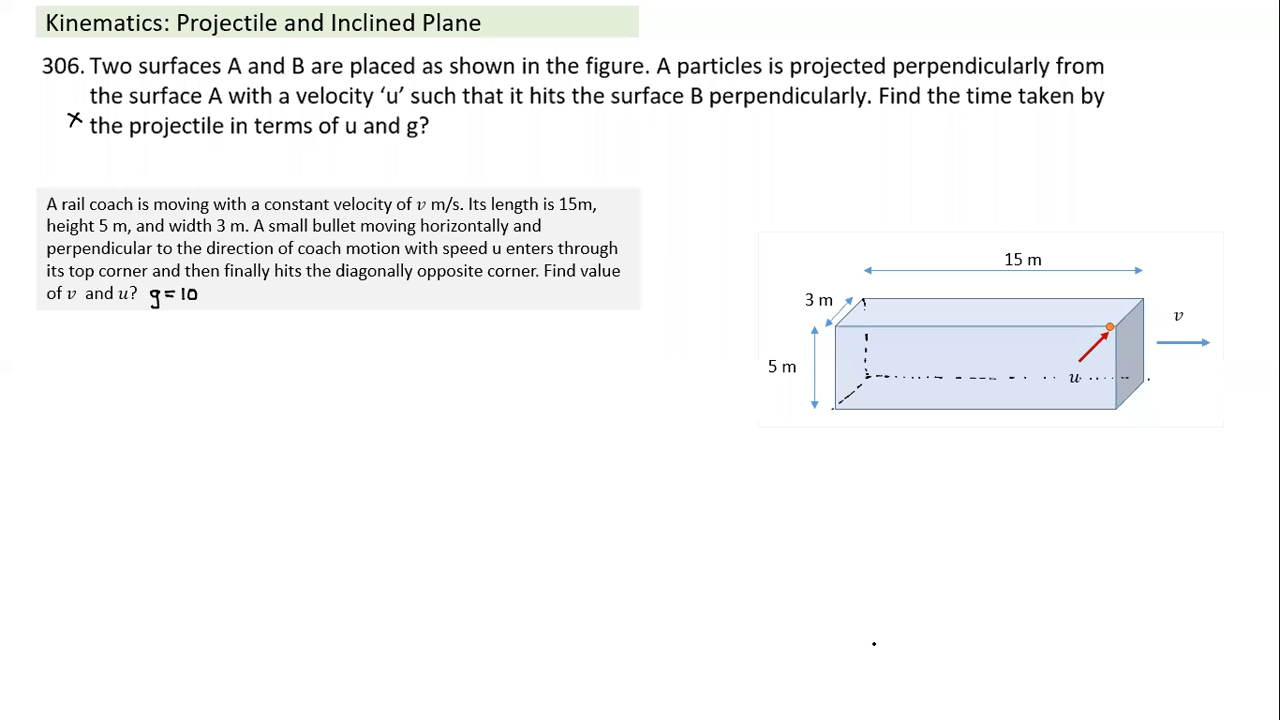 Kinematics: Projectile and Inclined Plane
306. Two surfaces A and B are placed as shown in the figure. A particles is projected perpendicularly from
the surface A with a velocity ‘u’ such that it hits the surface B perpendicularly. Find the time taken by
× the projectile in terms of u and g?
A rail coach is moving with a constant velocity of v m/s. Its length is 15m,
height 5 m, and width 3 m. A small bullet moving horizontally and
perpendicular to the direction of coach motion with speed u enters through
its top corner and then finally hits the diagonally opposite corner. Find value
of v and u? g=10
15 m
3 m
v
5 m
u